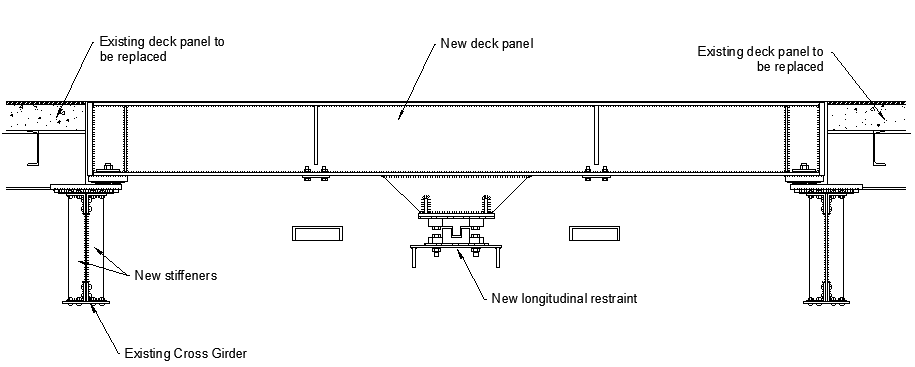 Existing deck panel to
be replaced
New deck panel
Existing deck panel to
be replaced
New stiffeners
New longitudinal restraint
Existing Cross Girder